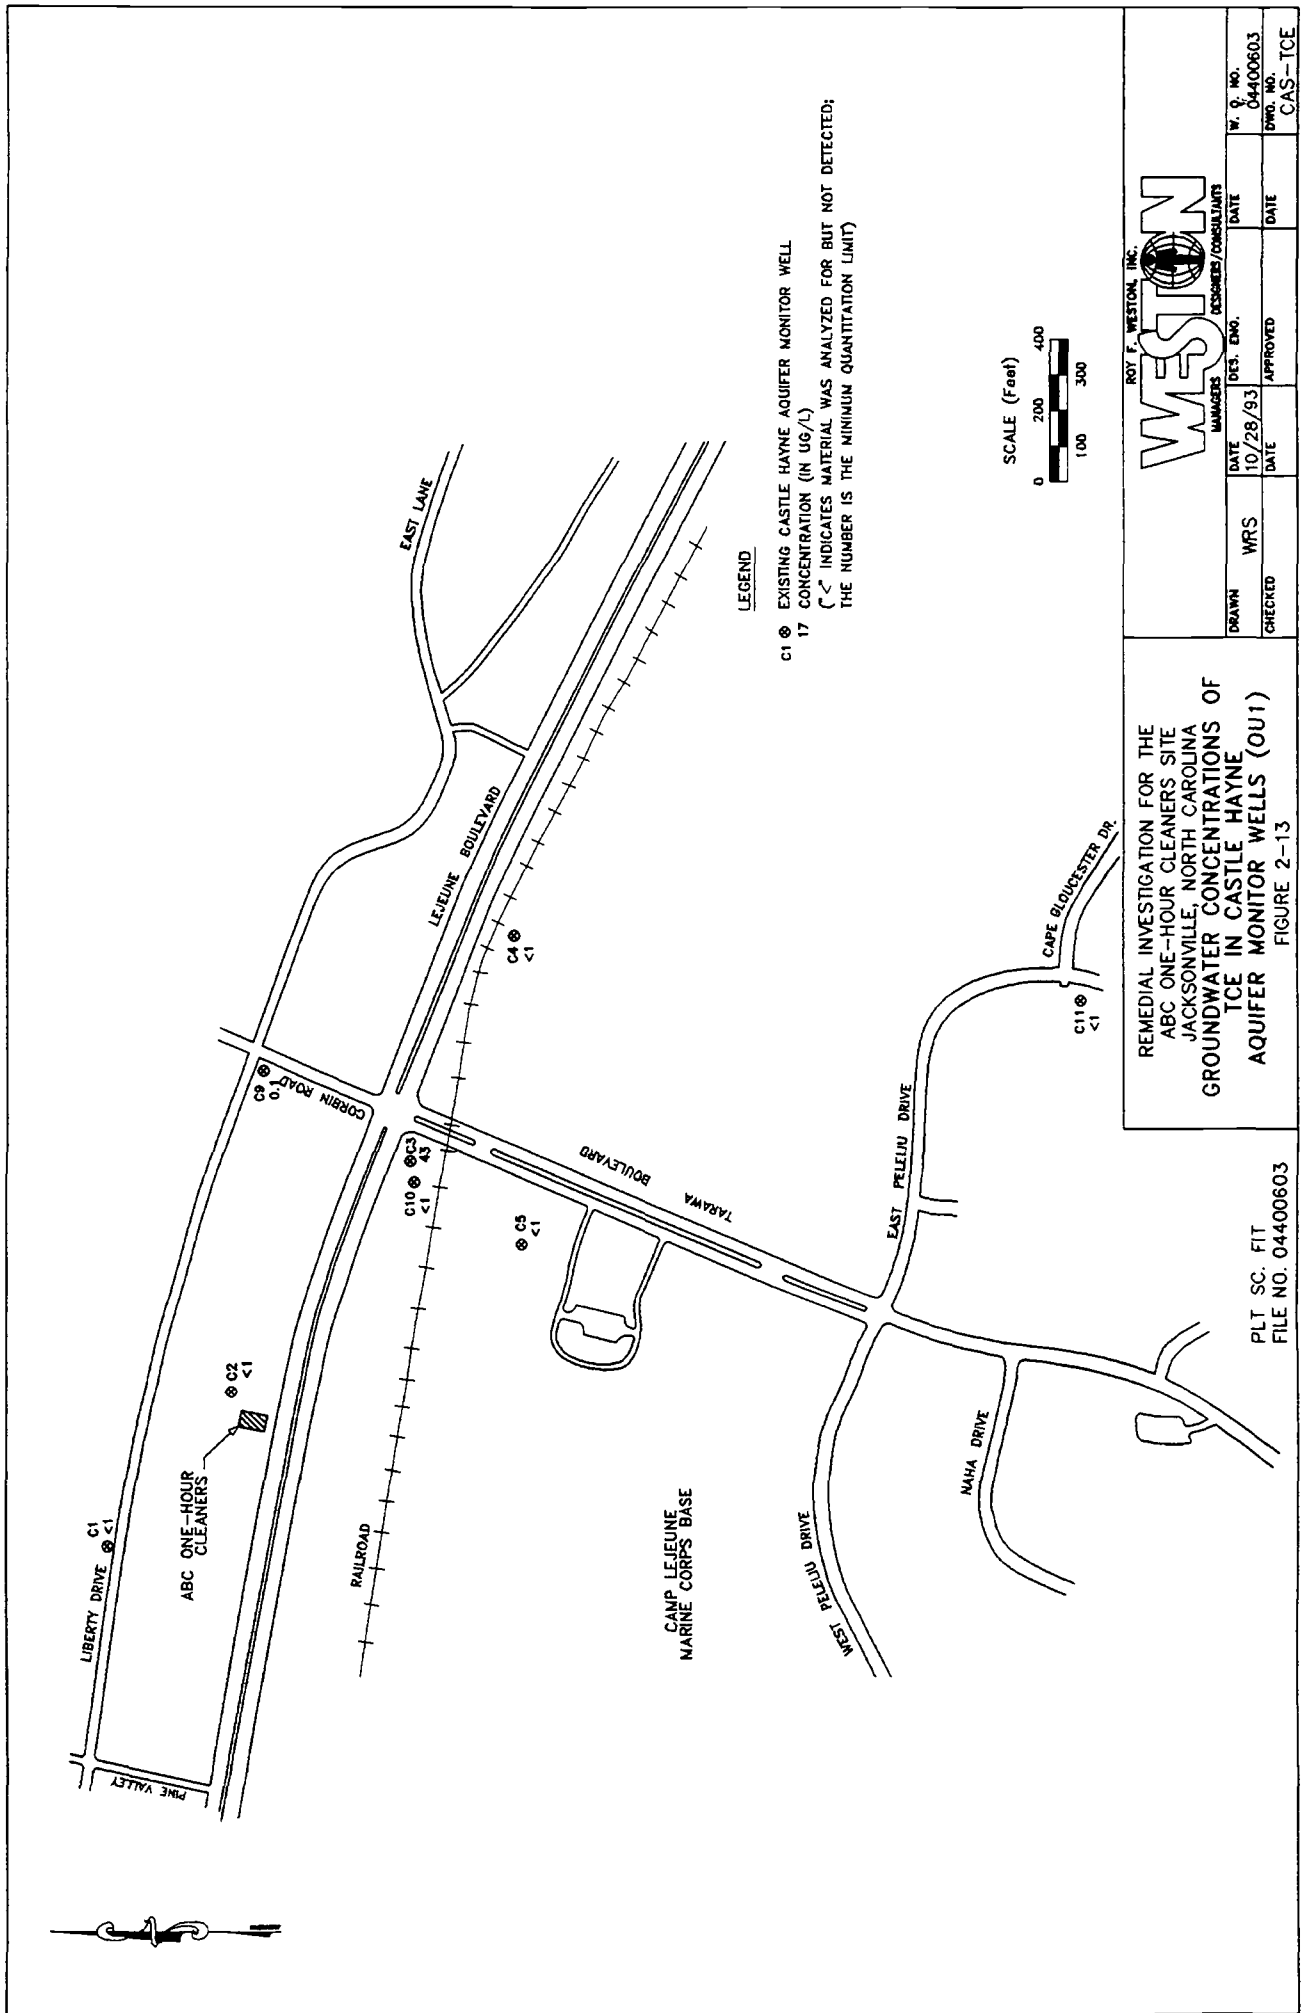 LIBERTY DRIVE
C1
<1
PINE VALLEY
ABC ONE-HOUR
CLEANERS
C2
<1
C9
CORBIN ROAD
EAST LANE
RAILROAD
C10
<1
C3
43
LEJEUNE BOULEVARD
C4
<1
C5
<1
TARAWA
BOULEVARD
CAMP LEJEUNE
MARINE CORPS BASE
WEST PELELIU DRIVE
EAST PELELIU DRIVE
NAHA DRIVE
CAPE GLOUCESTER DR.
C11
<1
LEGEND
C1 ⊗ EXISTING CASTLE HAYNE AQUIFER MONITOR WELL
17 CONCENTRATION (IN UG/L)
("<" INDICATES MATERIAL WAS ANALYZED FOR BUT NOT DETECTED;
THE NUMBER IS THE MINIMUM QUANTITATION LIMIT)
SCALE (Feet)
0 200 400
100 300
PLT SC. FIT
FILE NO. 04400603
REMEDIAL INVESTIGATION FOR THE
ABC ONE-HOUR CLEANERS SITE
JACKSONVILLE, NORTH CAROLINA
GROUNDWATER CONCENTRATIONS OF
TCE IN CASTLE HAYNE
AQUIFER MONITOR WELLS (OU1)
FIGURE 2-13
ROY F. WESTON, INC.
WESTON
MANAGERS DESIGNERS/CONSULTANTS
DRAWN WRS DATE 10/28/93 DES. ENG. DATE W. O. NO. 04400603
CHECKED DATE APPROVED DATE DWG. NO. CAS-TCE